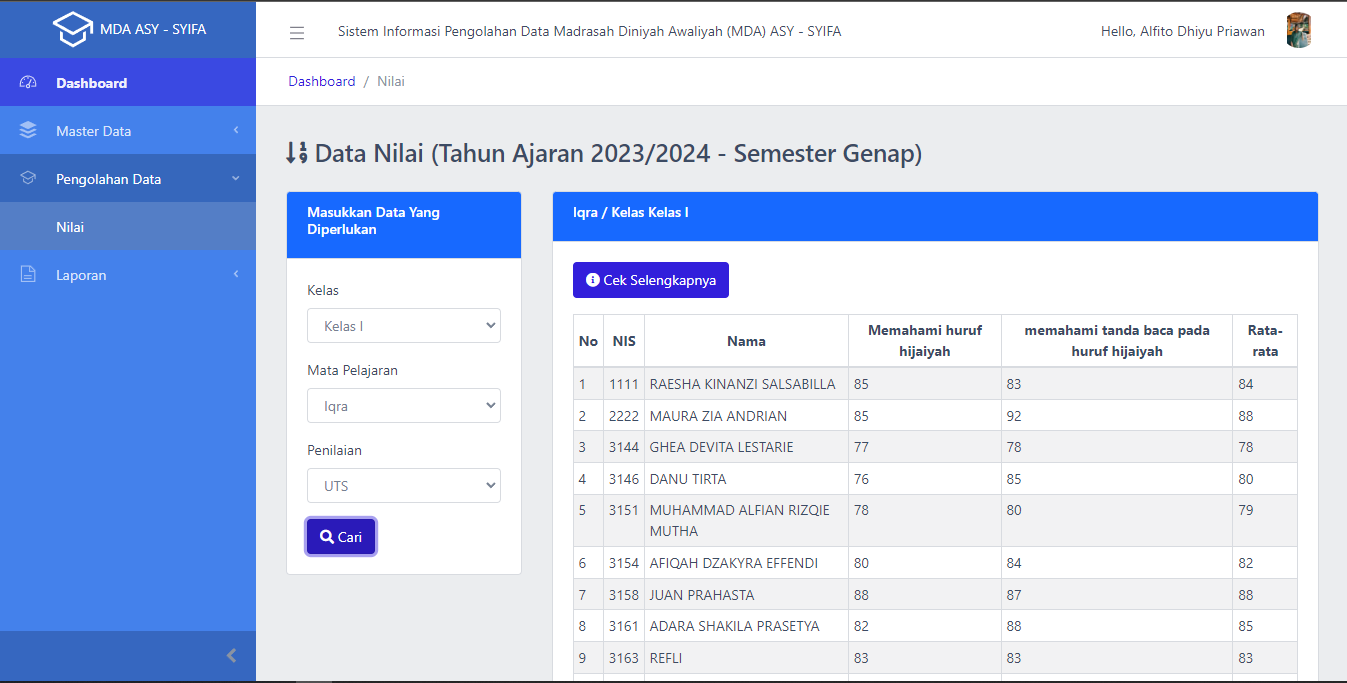 MDA ASY - SYIFA
Sistem Informasi Pengolahan Data Madrasah Diniyah Awaliyah (MDA) ASY - SYIFA
Hello, Alfito Dhiyu Priawan
Dashboard
Master Data
Pengolahan Data
Nilai
Laporan
Dashboard / Nilai
Data Nilai (Tahun Ajaran 2023/2024 - Semester Genap)
Masukkan Data Yang
Diperlukan
Kelas
Kelas I
Mata Pelajaran
Iqra
Penilaian
UTS
Cari
Iqra / Kelas Kelas I
Cek Selengkapnya
No NIS Nama Memahami huruf hijaiyah memahami tanda baca pada huruf hijaiyah Rata-rata
1 1111 RAESHA KINANZI SALSABILLA 85 83 84
2 2222 MAURA ZIA ANDRIAN 85 92 88
3 3144 GHEA DEVITA LESTARIE 77 78 78
4 3146 DANU TIRTA 76 85 80
5 3151 MUHAMMAD ALFIAN RIZQIE MUTHA 78 80 79
6 3154 AFIQAH DZAKYRA EFFENDI 80 84 82
7 3158 JUAN PRAHASTA 88 87 88
8 3161 ADARA SHAKILA PRASETYA 82 88 85
9 3163 REFLI 83 83 83